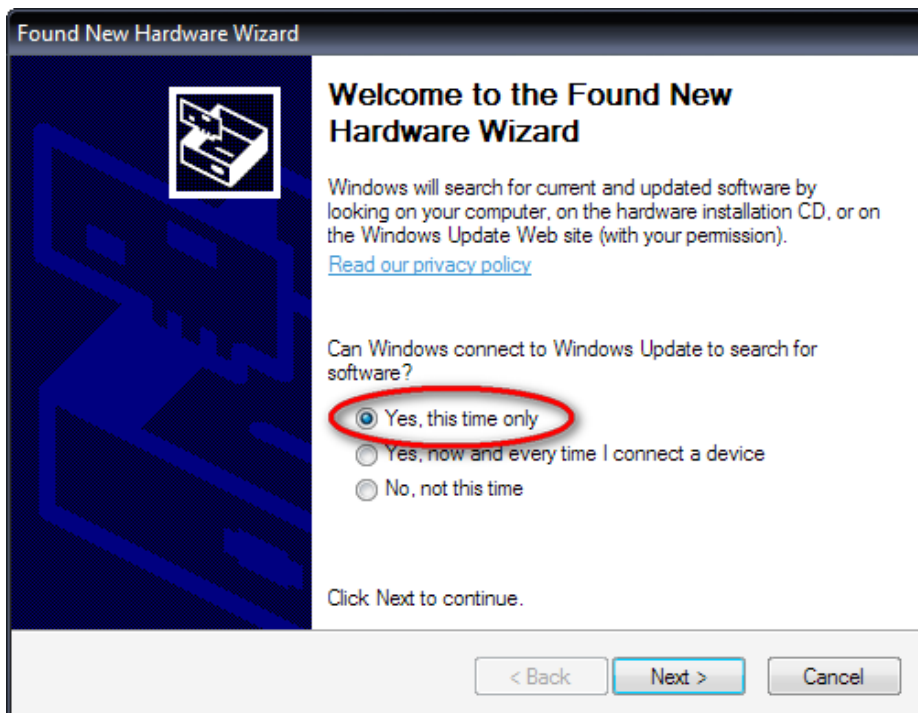 Found New Hardware Wizard
Welcome to the Found New
Hardware Wizard
Windows will search for current and updated software by
looking on your computer, on the hardware installation CD, or on
the Windows Update Web site (with your permission).
Read our privacy policy
Can Windows connect to Windows Update to search for
software?
Yes, this time only
Yes, now and every time I connect a device
No, not this time
Click Next to continue.
< Back
Next >
Cancel